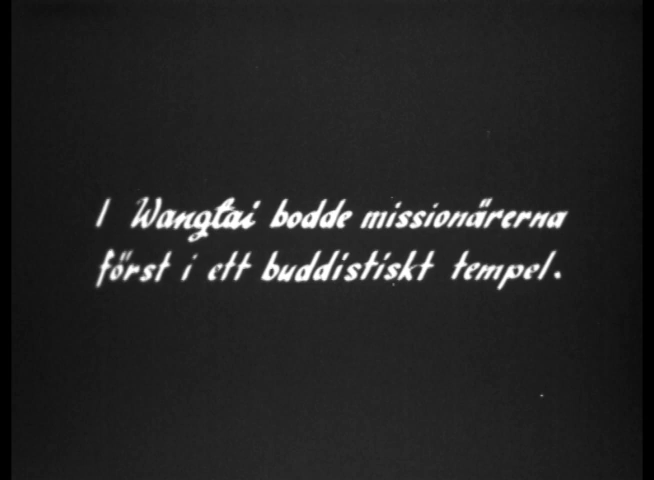 I Wangtai bodde missionärerna
först i ett buddistiskt tempel.